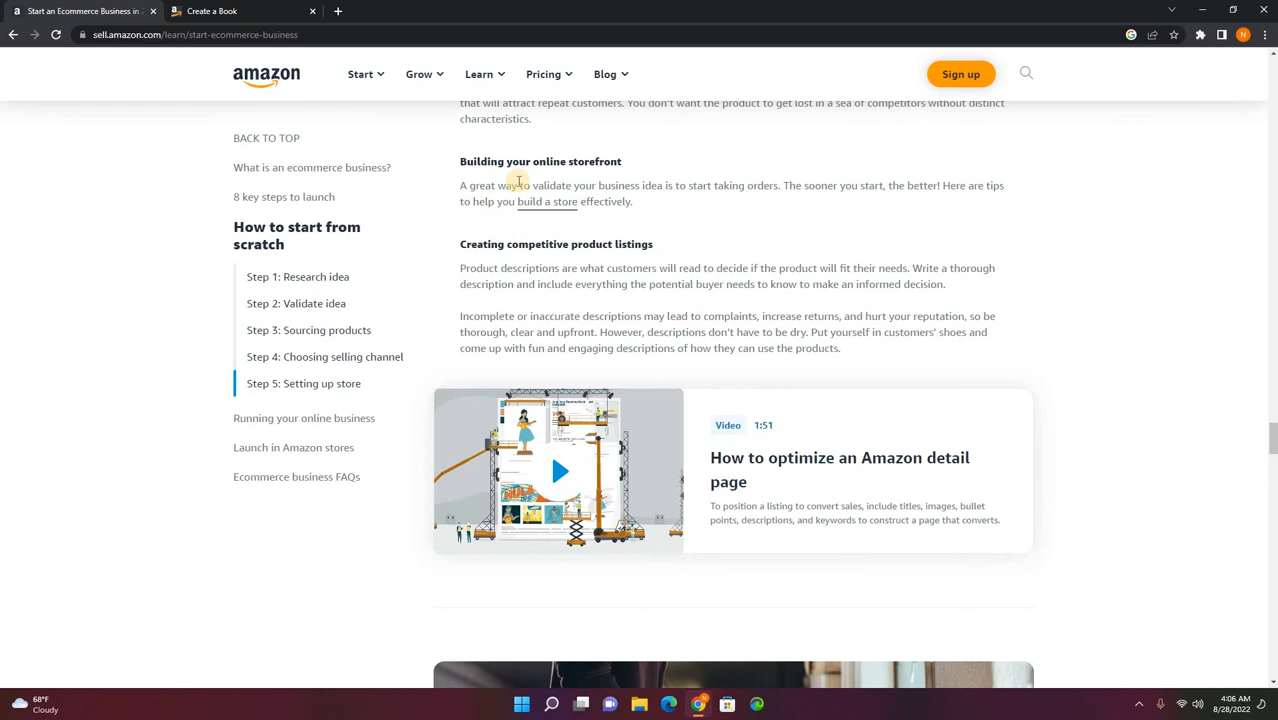 Start an Ecommerce Business in
Create a Book
sell.amazon.com/learn/start-ecommerce-business
N
amazon
Start
Grow
Learn
Pricing
Blog
Sign up
that will attract repeat customers. You don't want the product to get lost in a sea of competitors without distinct
characteristics.
BACK TO TOP
What is an ecommerce business?
8 key steps to launch
How to start from
scratch
Step 1: Research idea
Step 2: Validate idea
Step 3: Sourcing products
Step 4: Choosing selling channel
Step 5: Setting up store
Running your online business
Launch in Amazon stores
Ecommerce business FAQs
Building your online storefront
A great way to validate your business idea is to start taking orders. The sooner you start, the better! Here are tips
to help you build a store effectively.
Creating competitive product listings
Product descriptions are what customers will read to decide if the product will fit their needs. Write a thorough
description and include everything the potential buyer needs to know to make an informed decision.
Incomplete or inaccurate descriptions may lead to complaints, increase returns, and hurt your reputation, so be
thorough, clear and upfront. However, descriptions don't have to be dry. Put yourself in customers' shoes and
come up with fun and engaging descriptions of how they can use the products.
Video 1:51
How to optimize an Amazon detail
page
To position a listing to convert sales, include titles, images, bullet
points, descriptions, and keywords to construct a page that converts.
68°F
Cloudy
4:06 AM
8/28/2022